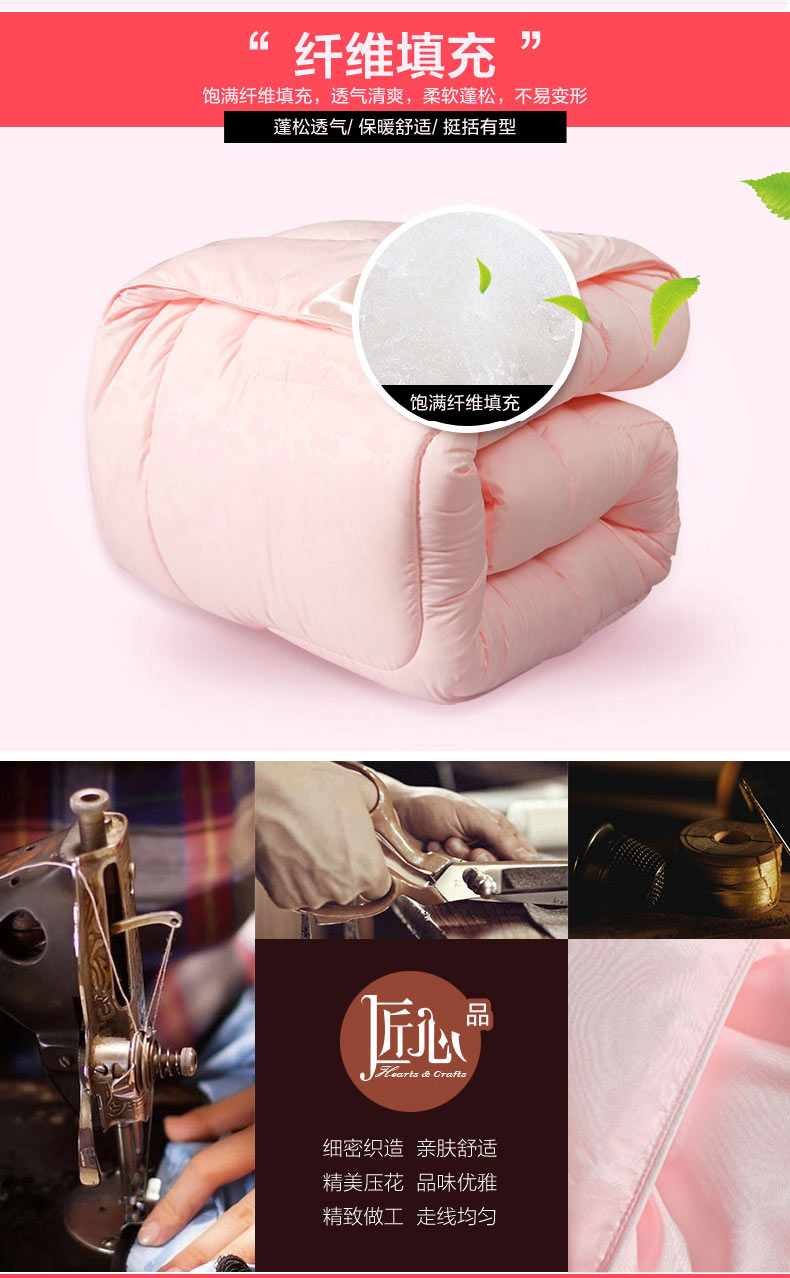 “ 纤维填充 ”
饱满纤维填充，透气清爽，柔软蓬松，不易变形
蓬松透气/ 保暖舒适/ 挺括有型
饱满纤维填充
匠心
品
Hearts & Crafts
细密织造 亲肤舒适
精美压花 品味优雅
精致做工 走线均匀